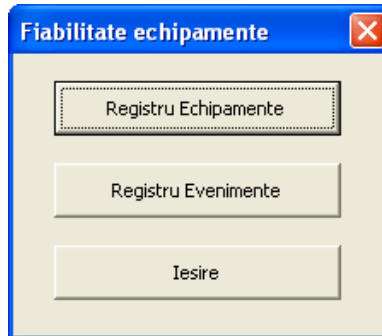 Fiabilitate echipamente
Registru Echipamente
Registru Evenimente
Iesire